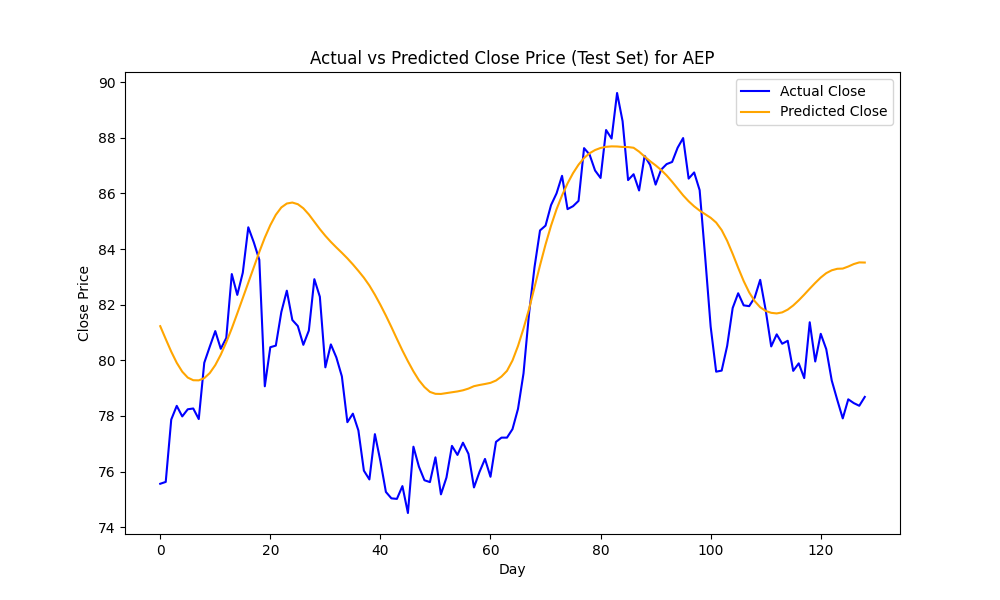 Actual vs Predicted Close Price (Test Set) for AEP
Actual Close
Predicted Close
Close Price
90
88
86
84
82
80
78
76
74
0 20 40 60 80 100 120
Day